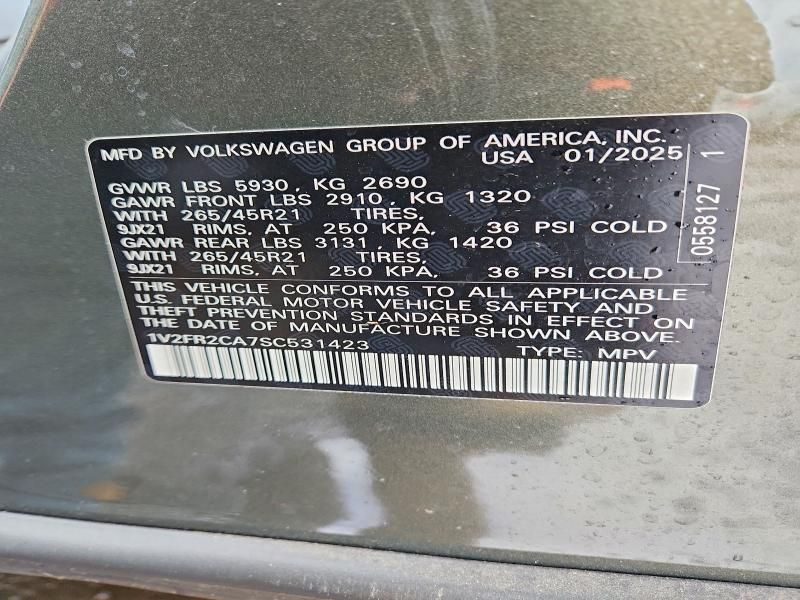 MFD BY VOLKSWAGEN GROUP OF AMERICA, INC.
USA 01/2025
GVWR LBS 5930, KG 2690
GAWR FRONT LBS 2910, KG 1320
WITH 265/45R21 TIRES,
9JX21 RIMS, AT 250 KPA, 36 PSI COLD
GAWR REAR LBS 3131, KG 1420
WITH 265/45R21 TIRES,
9JX21 RIMS, AT 250 KPA, 36 PSI COLD
THIS VEHICLE CONFORMS TO ALL APPLICABLE
U.S. FEDERAL MOTOR VEHICLE SAFETY AND
THEFT PREVENTION STANDARDS IN EFFECT ON
THE DATE OF MANUFACTURE SHOWN ABOVE.
1V2FR2CA7SC531423 TYPE: MPV
0558127 1